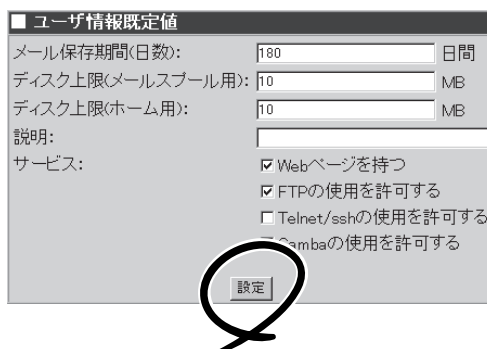 ■ ユーザ情報既定値
メール保存期間(日数): 180 日間
ディスク上限(メールスプール用): 10 MB
ディスク上限(ホーム用): 10 MB
説明:
サービス: Webページを持つ
FTPの使用を許可する
Telnet/sshの使用を許可する
Sambaの使用を許可する
設定